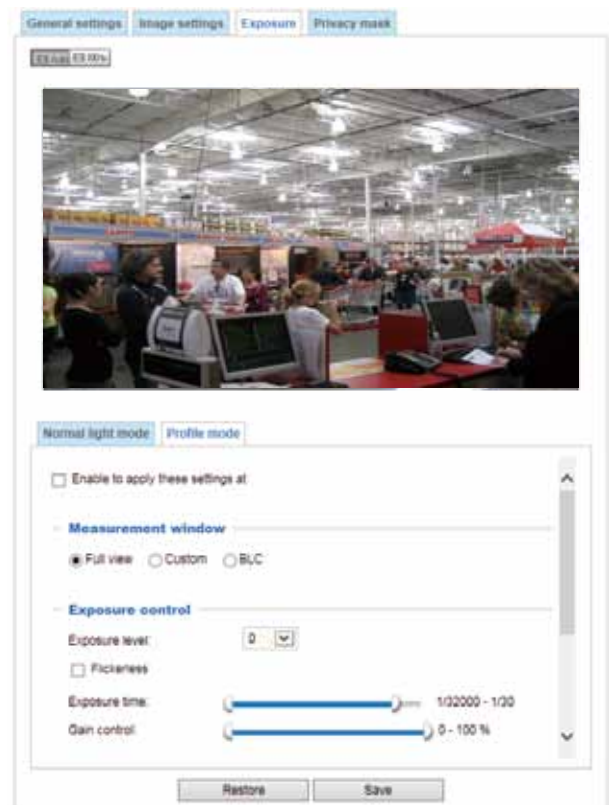 General settings Image settings Exposure Privacy mask
Normal light mode Profile mode
Enable to apply these settings at
Measurement window
Full view Custom BLC
Exposure control
Exposure level: 0
Flickerless
Exposure time: 1/32000 - 1/30
Gain control: 0 - 100 %
Restore Save